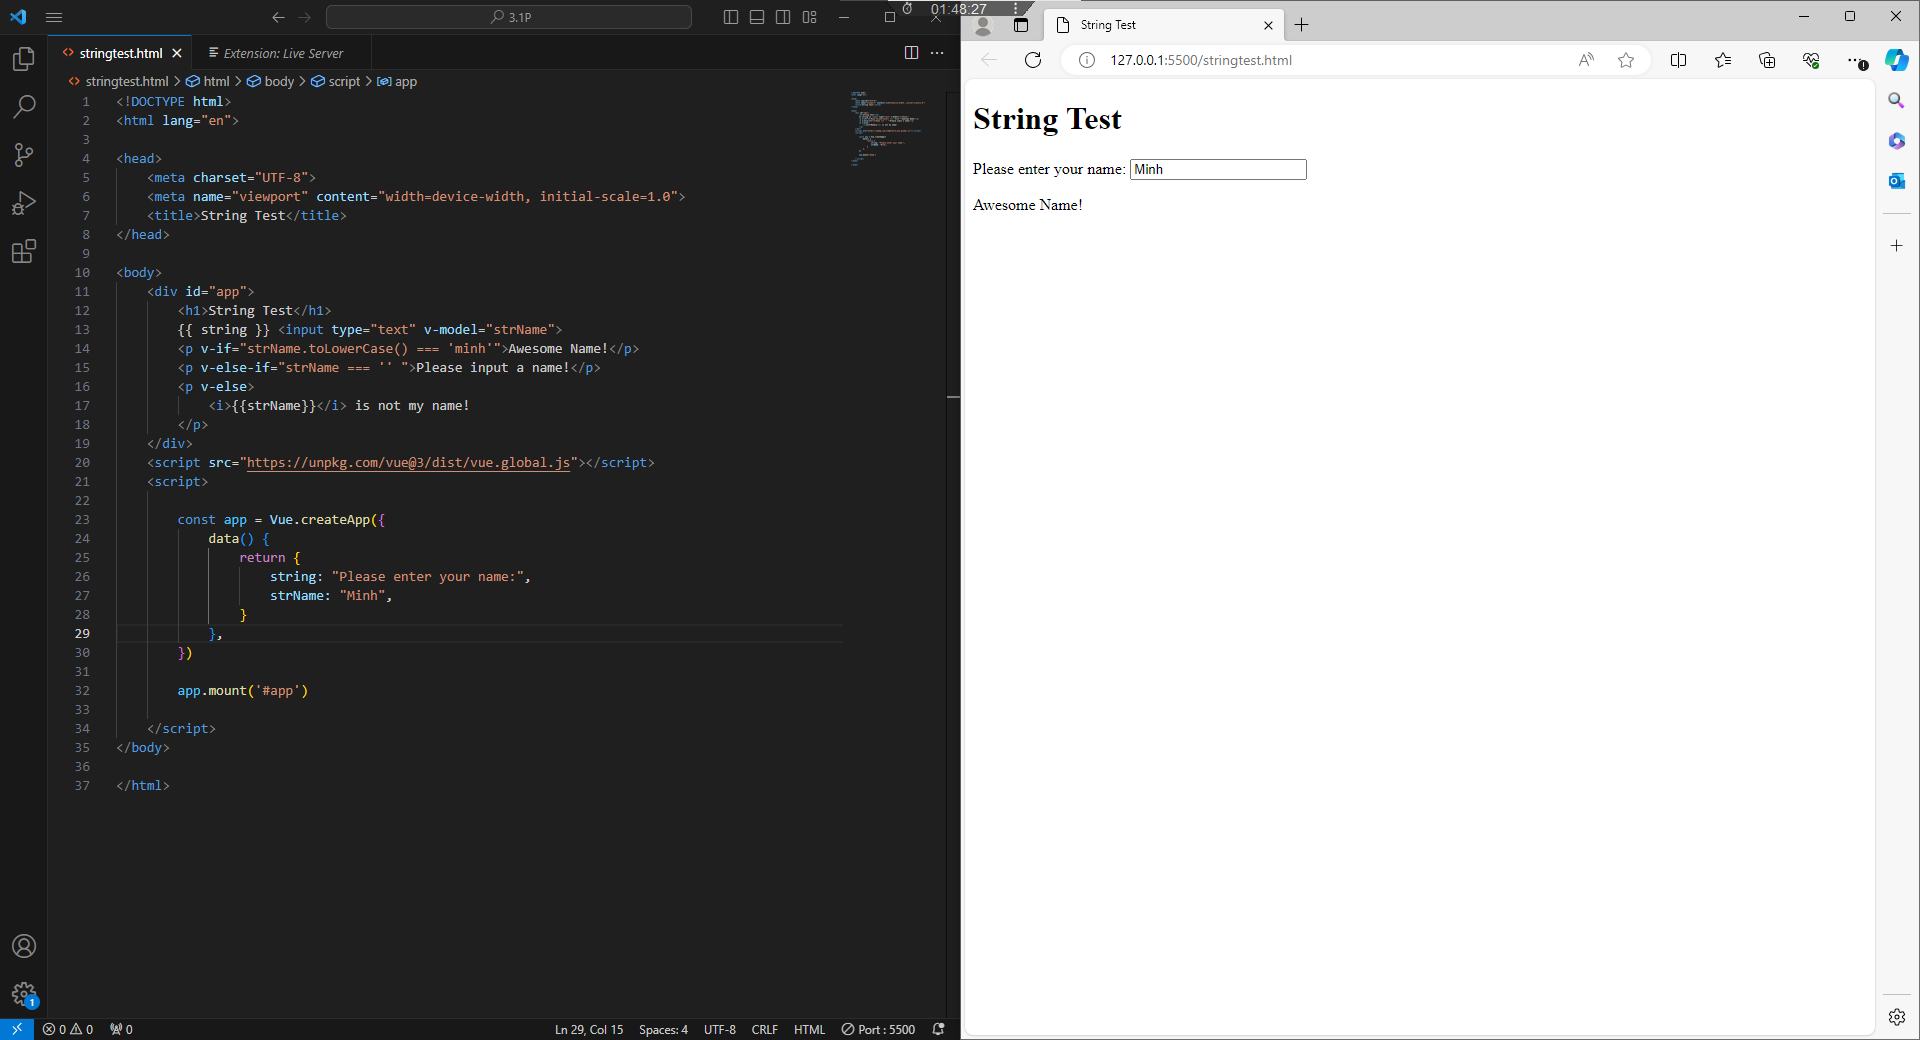 3.1P
01:48:27
stringtest.html
Extension: Live Server
stringtest.html > html > body > script > app
1 <!DOCTYPE html>
2 <html lang="en">
3
4 <head>
5     <meta charset="UTF-8">
6     <meta name="viewport" content="width=device-width, initial-scale=1.0">
7     <title>String Test</title>
8 </head>
9
10 <body>
11     <div id="app">
12         <h1>String Test</h1>
13         {{ string }} <input type="text" v-model="strName">
14         <p v-if="strName.toLowerCase() === 'minh'">Awesome Name!</p>
15         <p v-else-if="strName === '' ">Please input a name!</p>
16         <p v-else>
17             <i>{{strName}}</i> is not my name!
18         </p>
19     </div>
20     <script src="https://unpkg.com/vue@3/dist/vue.global.js"></script>
21     <script>
22
23         const app = Vue.createApp({
24             data() {
25                 return {
26                     string: "Please enter your name:",
27                     strName: "Minh",
28                 }
29             },
30         })
31
32         app.mount('#app')
33
34     </script>
35 </body>
36
37 </html>
1
0 0 0
Ln 29, Col 15
Spaces: 4
UTF-8
CRLF
HTML
Port : 5500
String Test
127.0.0.1:5500/stringtest.html
String Test
Please enter your name: Minh
Awesome Name!